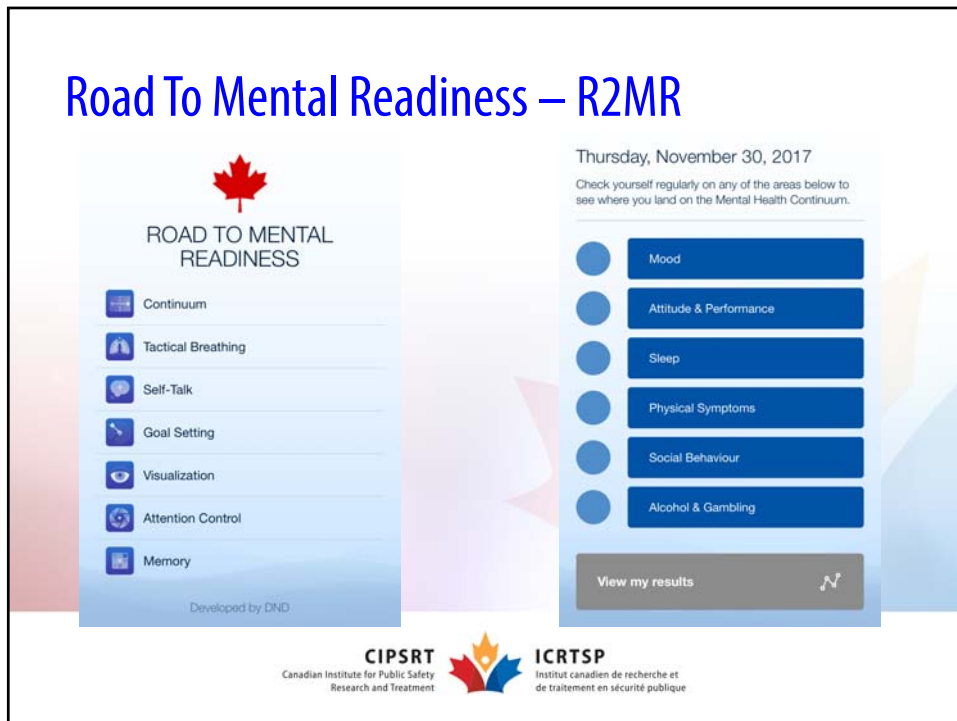 Road To Mental Readiness – R2MR
ROAD TO MENTAL
READINESS
Continuum
Tactical Breathing
Self-Talk
Goal Setting
Visualization
Attention Control
Memory
Developed by DND
Thursday, November 30, 2017
Check yourself regularly on any of the areas below to
see where you land on the Mental Health Continuum.
Mood
Attitude & Performance
Sleep
Physical Symptoms
Social Behaviour
Alcohol & Gambling
View my results
CIPSRT
Canadian Institute for Public Safety
Research and Treatment
ICRTSP
Institut canadien de recherche et
de traitement en sécurité publique